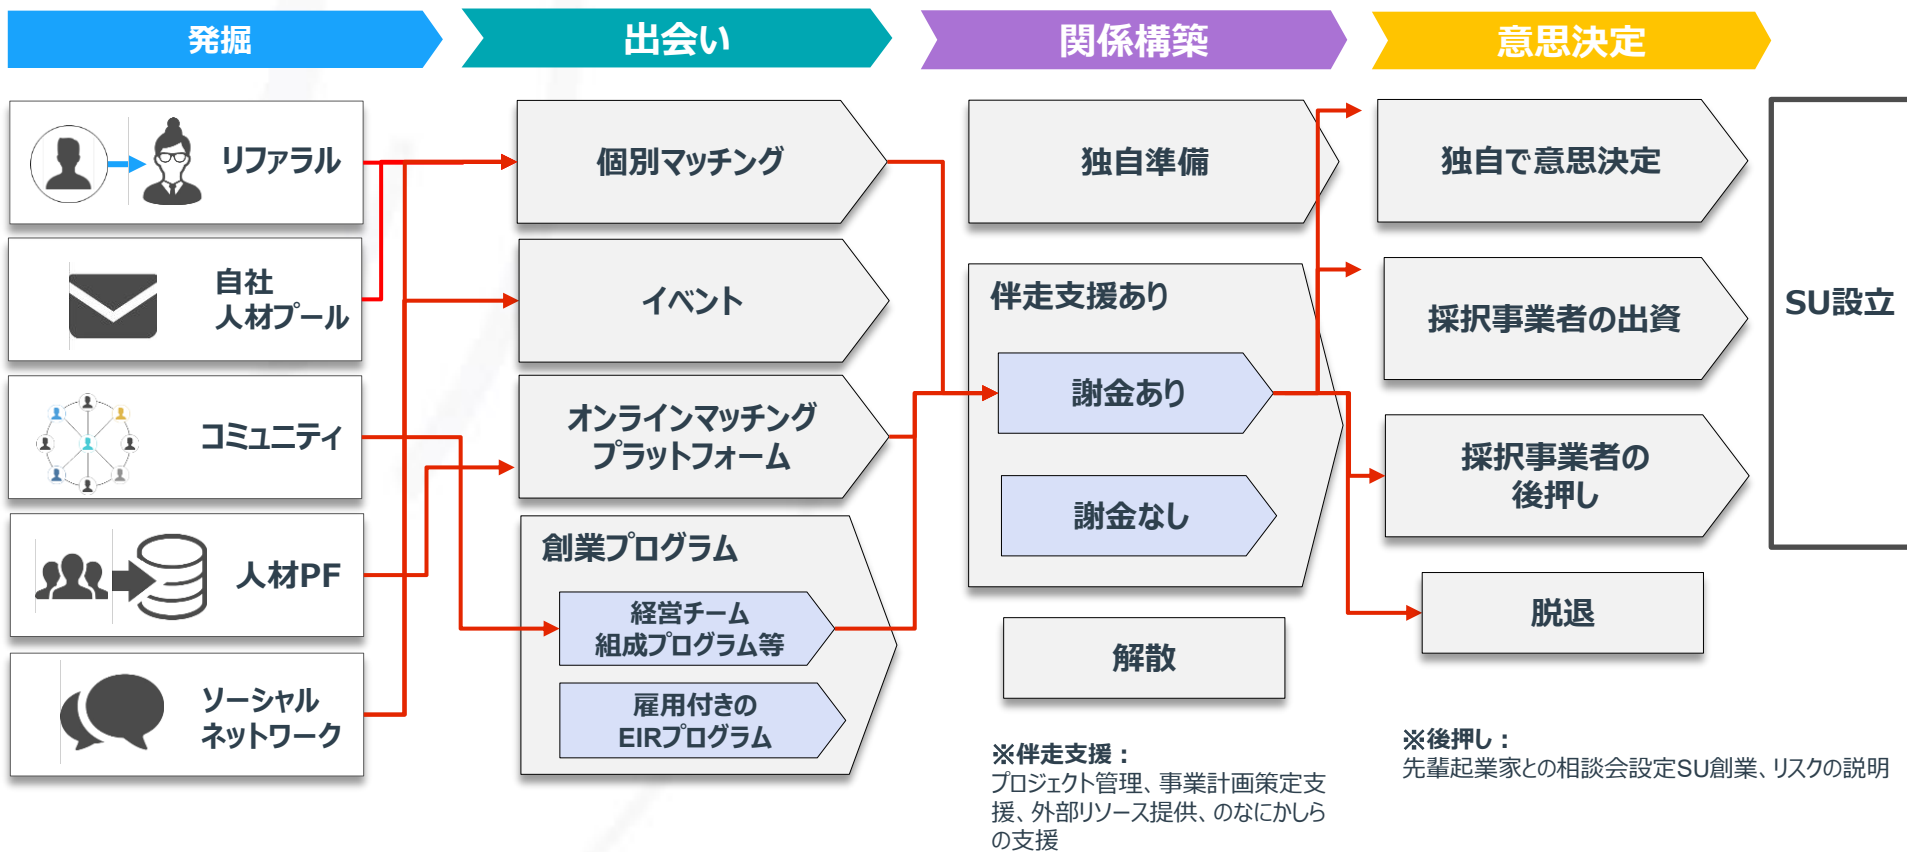 発掘
出会い
関係構築
意思決定
リファラル
自社
人材プール
コミュニティ
人材PF
ソーシャル
ネットワーク
個別マッチング
イベント
オンラインマッチング
プラットフォーム
創業プログラム
経営チーム
組成プログラム等
雇用付きの
EIRプログラム
独自準備
伴走支援あり
謝金あり
謝金なし
解散
※伴走支援：
プロジェクト管理、事業計画策定支
援、外部リソース提供、のなにかしら
の支援
独自で意思決定
採択事業者の出資
採択事業者の
後押し
脱退
※後押し：
先輩起業家との相談会設定SU創業、リスクの説明
SU設立